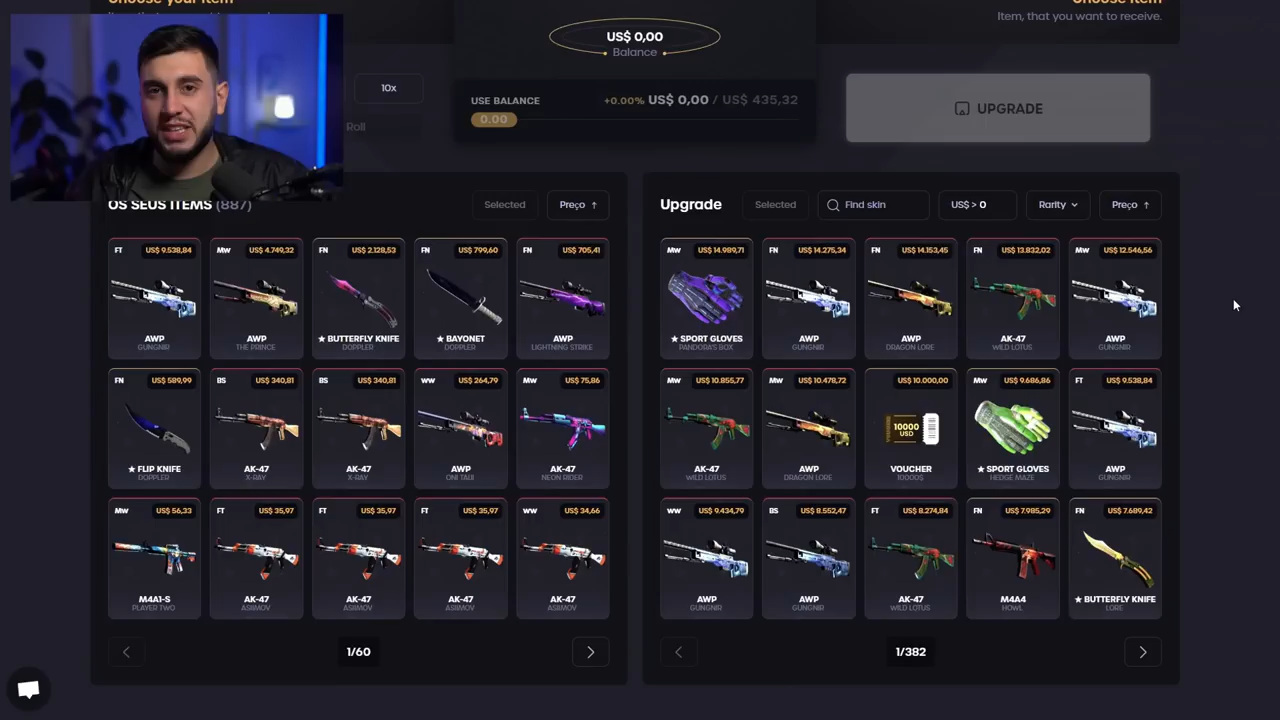 Choose your item
Choose item
Item, that you want to receive.
US$ 0,00
Balance
10x
Roll
USE BALANCE
+0.00% US$ 0,00 / US$ 435,32
0.00
UPGRADE
OS SEUS ITEMS (887)
Selected
Preço ↑
FT US$ 9.538,84
MW US$ 4.749,32
FN US$ 2.128,53
FN US$ 799,60
FN US$ 705,41
AWP
GUNGNIR
AWP
THE PRINCE
★ BUTTERFLY KNIFE
DOPPLER
★ BAYONET
DOPPLER
AWP
LIGHTNING STRIKE
FN US$ 589,99
BS US$ 340,81
BS US$ 340,81
WW US$ 264,79
MW US$ 75,86
★ FLIP KNIFE
DOPPLER
AK-47
X-RAY
AK-47
X-RAY
AWP
ONI TAIJI
AK-47
NEON RIDER
MW US$ 56,33
FT US$ 35,97
FT US$ 35,97
FT US$ 35,97
WW US$ 34,66
M4A1-S
PLAYER TWO
AK-47
ASIIMOV
AK-47
ASIIMOV
AK-47
ASIIMOV
AK-47
ASIIMOV
1/60
Upgrade
Selected
Find skin
US$ > 0
Rarity
Preço ↑
MW US$ 14.989,71
FN US$ 14.275,34
FN US$ 14.153,45
FN US$ 13.832,02
MW US$ 12.546,56
★ SPORT GLOVES
PANDORA'S BOX
AWP
GUNGNIR
AWP
DRAGON LORE
AK-47
WILD LOTUS
AWP
GUNGNIR
MW US$ 10.855,77
MW US$ 10.478,72
US$ 10.000,00
MW US$ 9.686,86
FT US$ 9.538,84
10000
USD
AK-47
WILD LOTUS
AWP
DRAGON LORE
VOUCHER
10000$
★ SPORT GLOVES
HEDGE MAZE
AWP
GUNGNIR
WW US$ 9.434,79
BS US$ 8.552,47
FT US$ 8.274,84
FN US$ 7.985,29
FN US$ 7.689,42
AWP
GUNGNIR
AWP
GUNGNIR
AK-47
WILD LOTUS
M4A4
HOWL
★ BUTTERFLY KNIFE
LORE
1/382